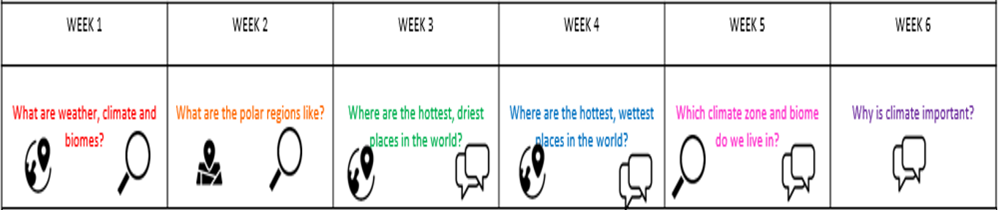 WEEK 1
WEEK 2
WEEK 3
WEEK 4
WEEK 5
WEEK 6
What are weather, climate and
biomes?
What are the polar regions like?
Where are the hottest, driest
places in the world?
Where are the hottest, wettest
places in the world?
Which climate zone and biome
do we live in?
Why is climate important?